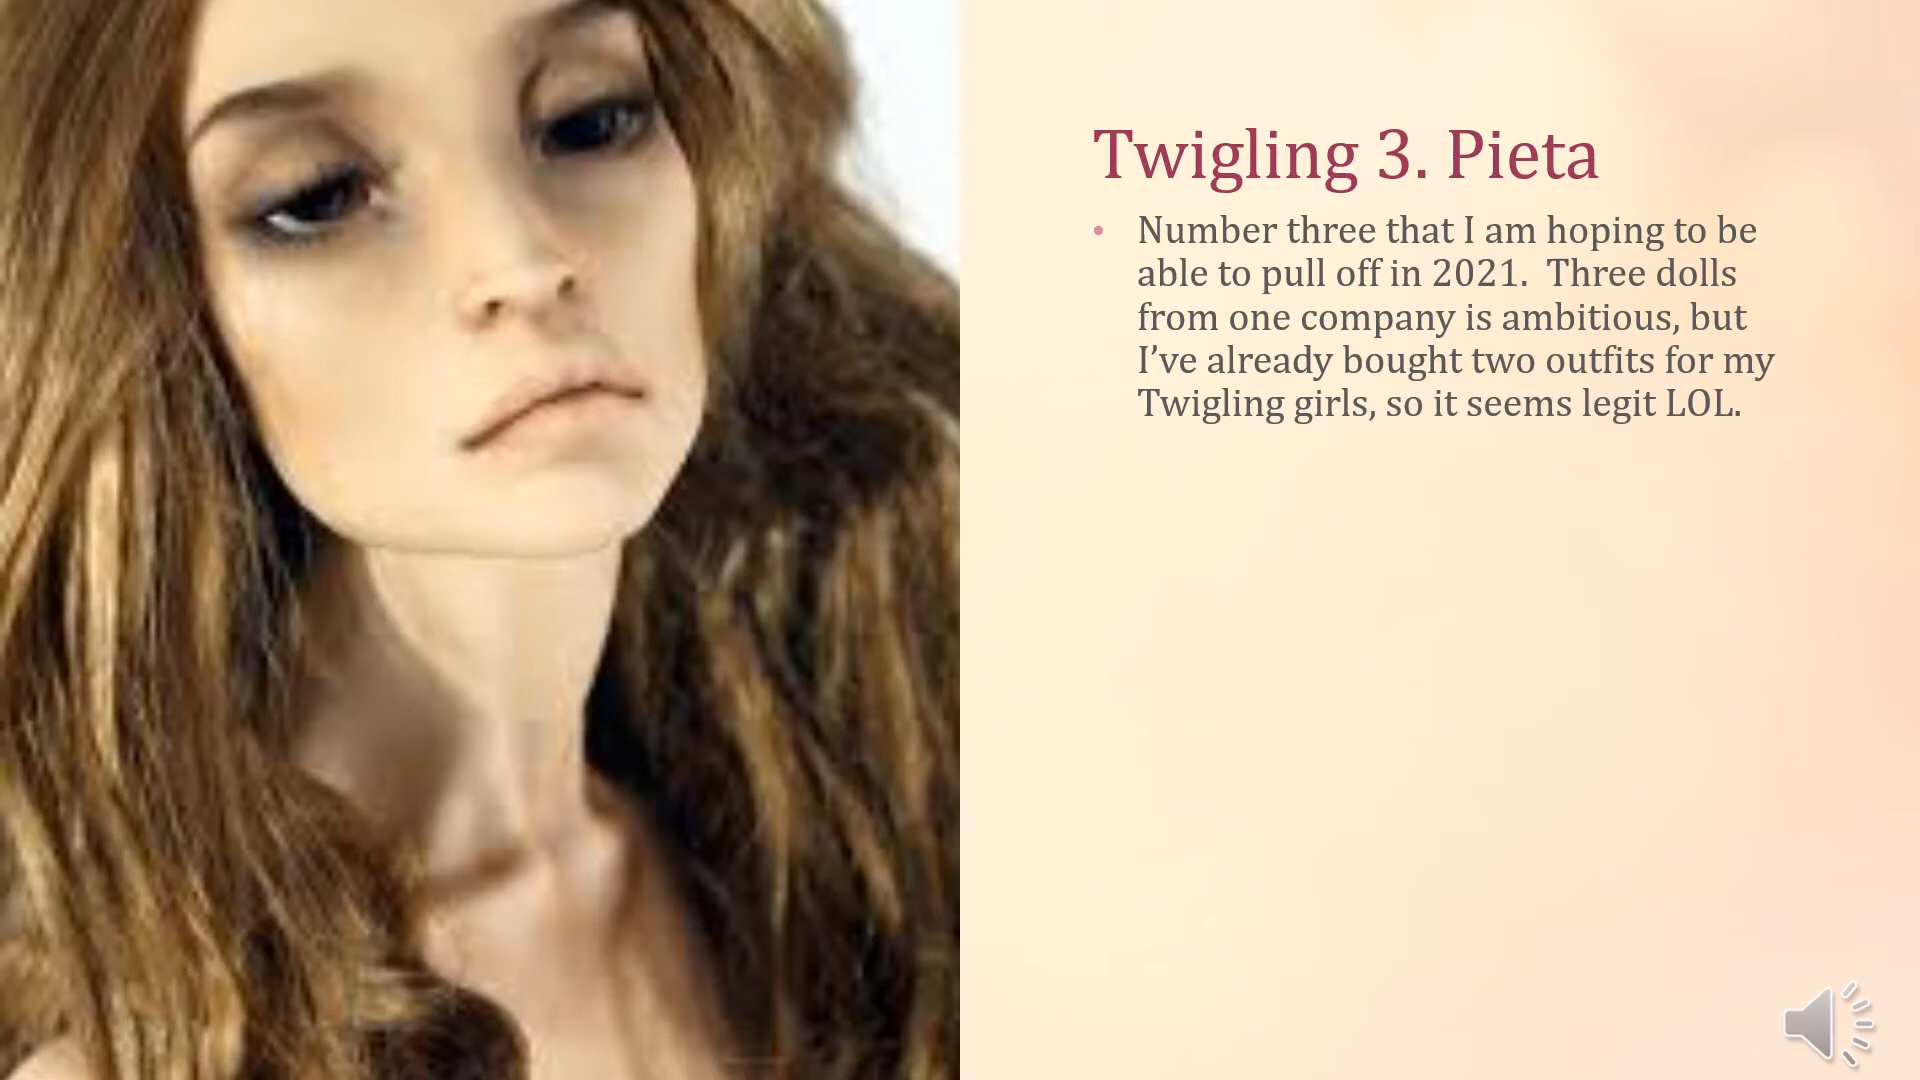 Twigling 3. Pieta
• Number three that I am hoping to be
able to pull off in 2021.  Three dolls
from one company is ambitious, but
I’ve already bought two outfits for my
Twigling girls, so it seems legit LOL.